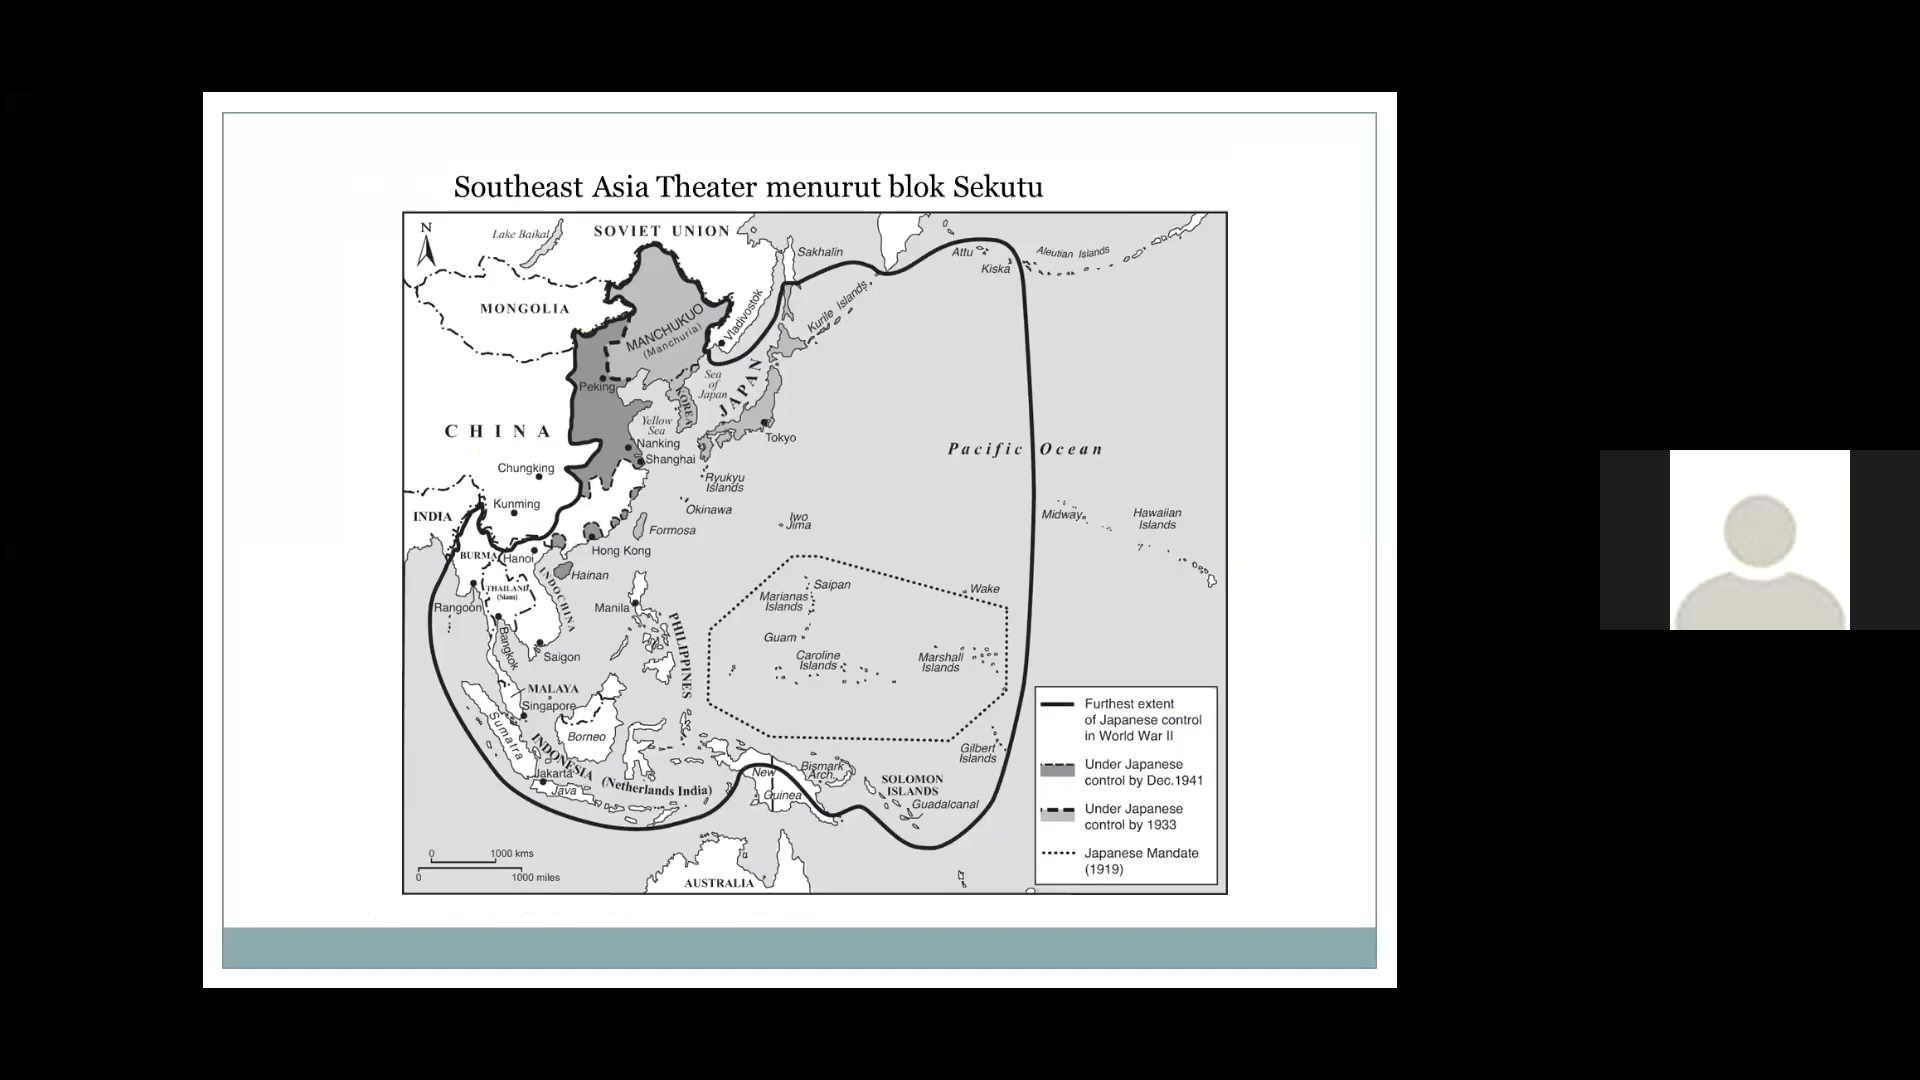 Southeast Asia Theater menurut blok Sekutu
N
Lake Baikal
SOVIET UNION
Sakhalin
Attu
Kiska
Aleutian Islands
MONGOLIA
MANCHUKUO
(Manchuria)
Vladivostok
Kurile Islands
Peking
Sea
of
Japan
JAPAN
KOREA
Yellow
Sea
Tokyo
CHINA
Nanking
Shanghai
Pacific Ocean
Chungking
Ryukyu
Islands
Kunming
Okinawa
Iwo
Jima
INDIA
Midway
Hawaiian
Islands
Formosa
BURMA
Hanoi
Hong Kong
Hainan
INDOCHINA
THAILAND
(Siam)
Rangoon
Manila
Saipan
Marianas
Islands
Wake
Bangkok
PHILIPPINES
Guam
Saigon
Caroline
Islands
Marshall
Islands
MALAYA
Singapore
Sumatra
Borneo
INDONESIA (Netherlands India)
Jakarta
Java
New
Guinea
Bismark
Arch.
Gilbert
Islands
SOLOMON
ISLANDS
Guadalcanal
AUSTRALIA
0 1000 kms
0 1000 miles
Furthest extent
of Japanese control
in World War II
Under Japanese
control by Dec.1941
Under Japanese
control by 1933
Japanese Mandate
(1919)